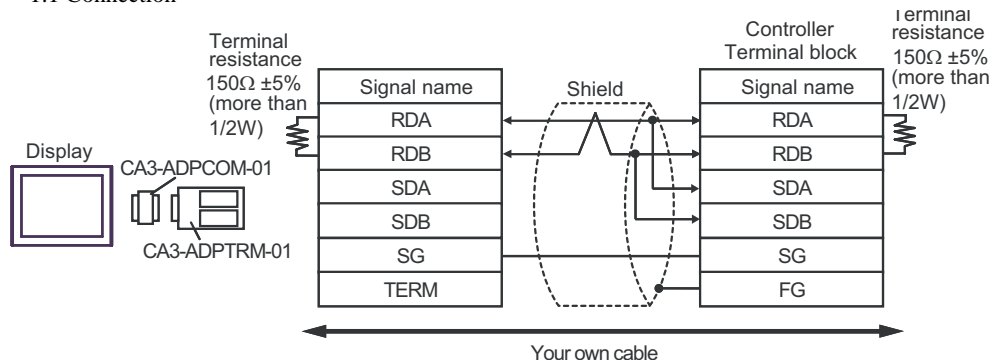 1:1 Connection
Terminal
resistance
150Ω ±5%
(more than
1/2W)
Display
CA3-ADPCOM-01
CA3-ADPTRM-01
Signal name
RDA
RDB
SDA
SDB
SG
TERM
Shield
Controller
Terminal block
Signal name
RDA
RDB
SDA
SDB
SG
FG
Terminal
resistance
150Ω ±5%
(more than
1/2W)
Your own cable